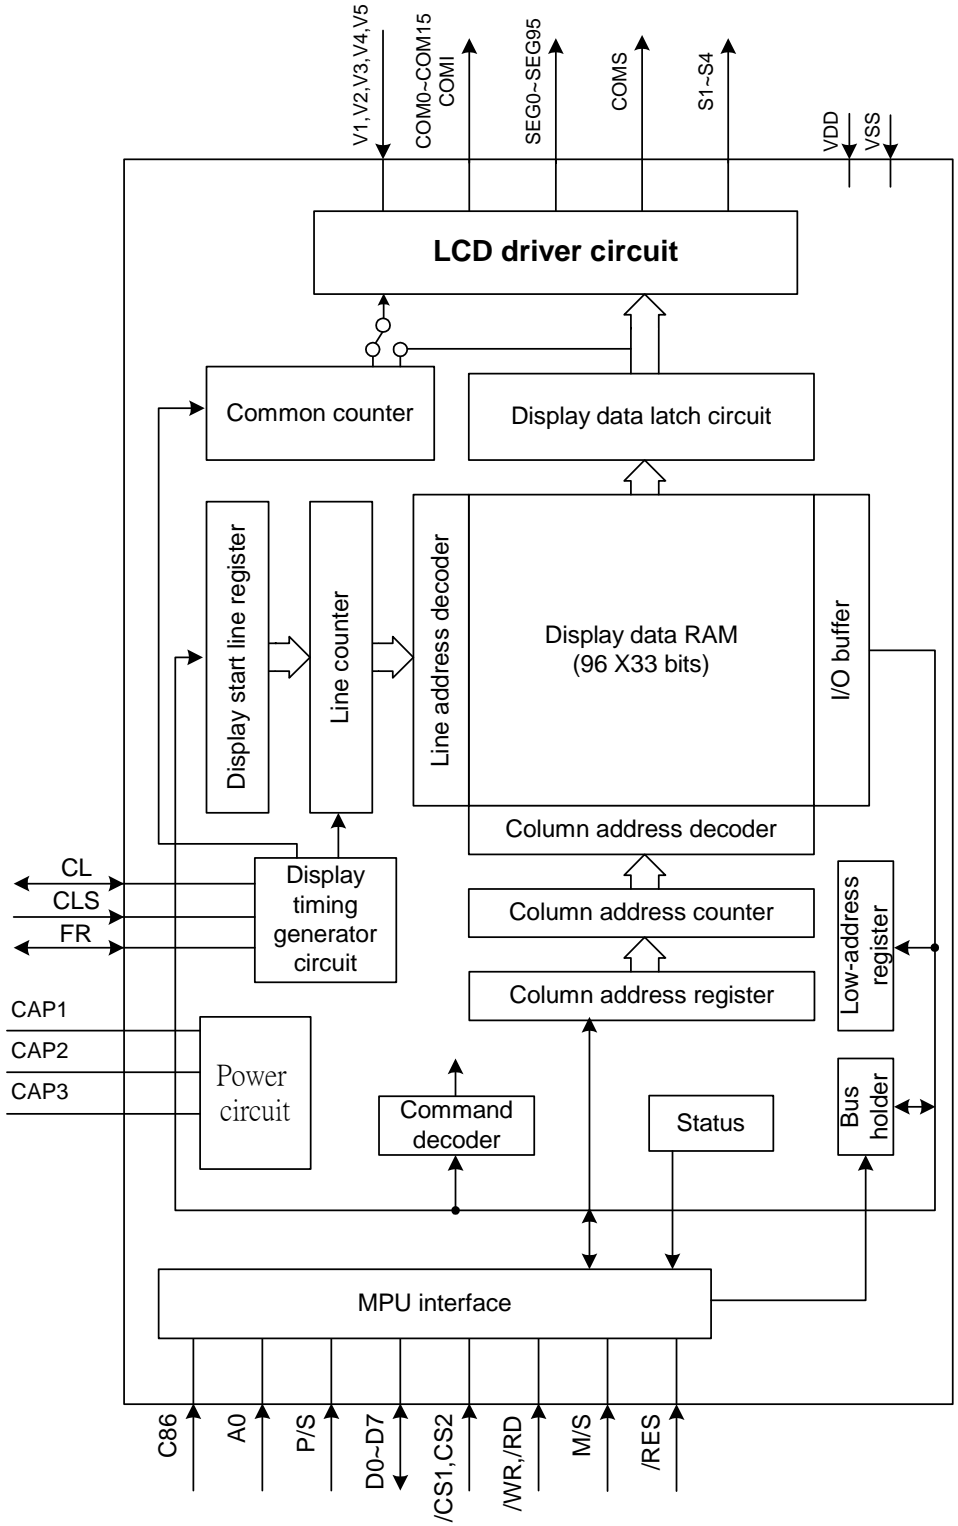 V1,V2,V3,V4,V5
COM0~COM15
COMI
SEG0~SEG95
COMS
S1~S4
VDD
VSS
LCD driver circuit
Common counter
Display data latch circuit
Display start line register
Line counter
Line address decoder
Display data RAM
(96 X33 bits)
I/O buffer
Column address decoder
CL
CLS
FR
Display
timing
generator
circuit
Column address counter
Column address register
Low-address
register
CAP1
CAP2
CAP3
Power
circuit
Command
decoder
Status
Bus
holder
MPU interface
C86
A0
P/S
D0~D7
/CS1,CS2
/WR,/RD
M/S
/RES